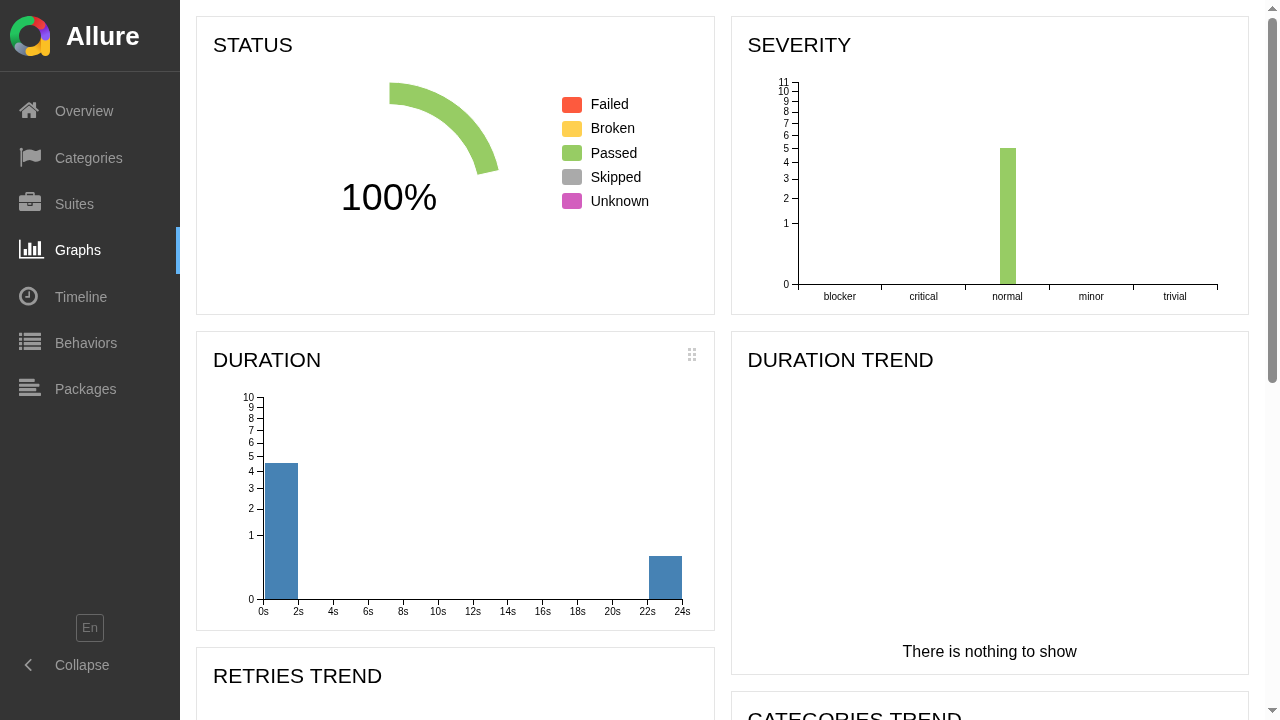 Allure
Overview
Categories
Suites
Graphs
Timeline
Behaviors
Packages
En
Collapse
STATUS
100%
Failed
Broken
Passed
Skipped
Unknown
SEVERITY
11
10
9
8
7
6
5
4
3
2
1
0
blocker critical normal minor trivial
DURATION
10
9
8
7
6
5
4
3
2
1
0
0s 2s 4s 6s 8s 10s 12s 14s 16s 18s 20s 22s 24s
DURATION TREND
There is nothing to show
RETRIES TREND
CATEGORIES TREND